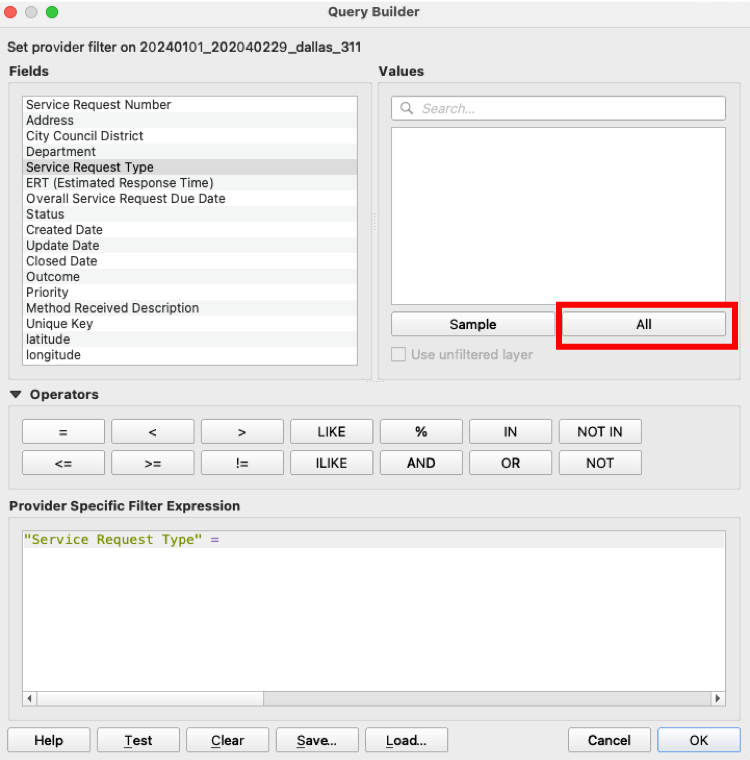 Query Builder
Set provider filter on 20240101_202040229_dallas_311
Fields
Service Request Number
Address
City Council District
Department
Service Request Type
ERT (Estimated Response Time)
Overall Service Request Due Date
Status
Created Date
Update Date
Closed Date
Outcome
Priority
Method Received Description
Unique Key
latitude
longitude
Values
Search...
Sample All
Use unfiltered layer
Operators
= < > LIKE % IN NOT IN
<= >= != ILIKE AND OR NOT
Provider Specific Filter Expression
"Service Request Type" =
Help Test Clear Save... Load... Cancel OK